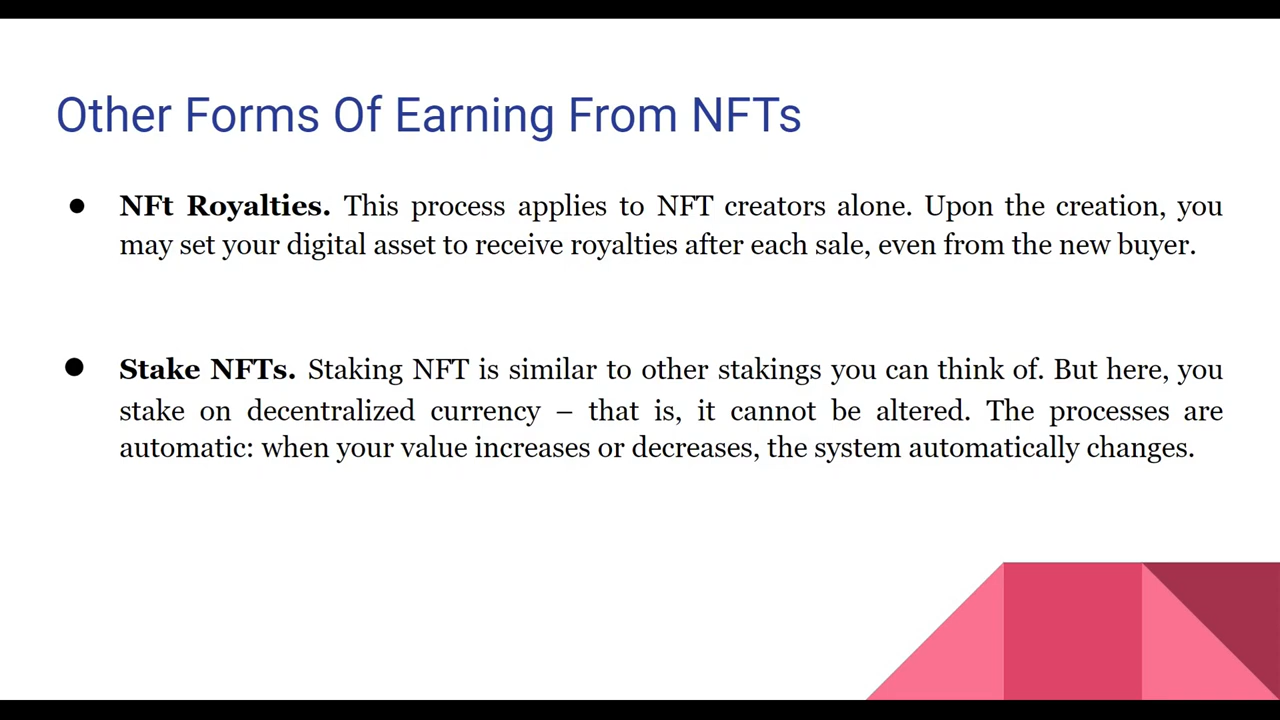 Other Forms Of Earning From NFTs
● NFt Royalties. This process applies to NFT creators alone. Upon the creation, you
may set your digital asset to receive royalties after each sale, even from the new buyer.
● Stake NFTs. Staking NFT is similar to other stakings you can think of. But here, you
stake on decentralized currency – that is, it cannot be altered. The processes are
automatic: when your value increases or decreases, the system automatically changes.